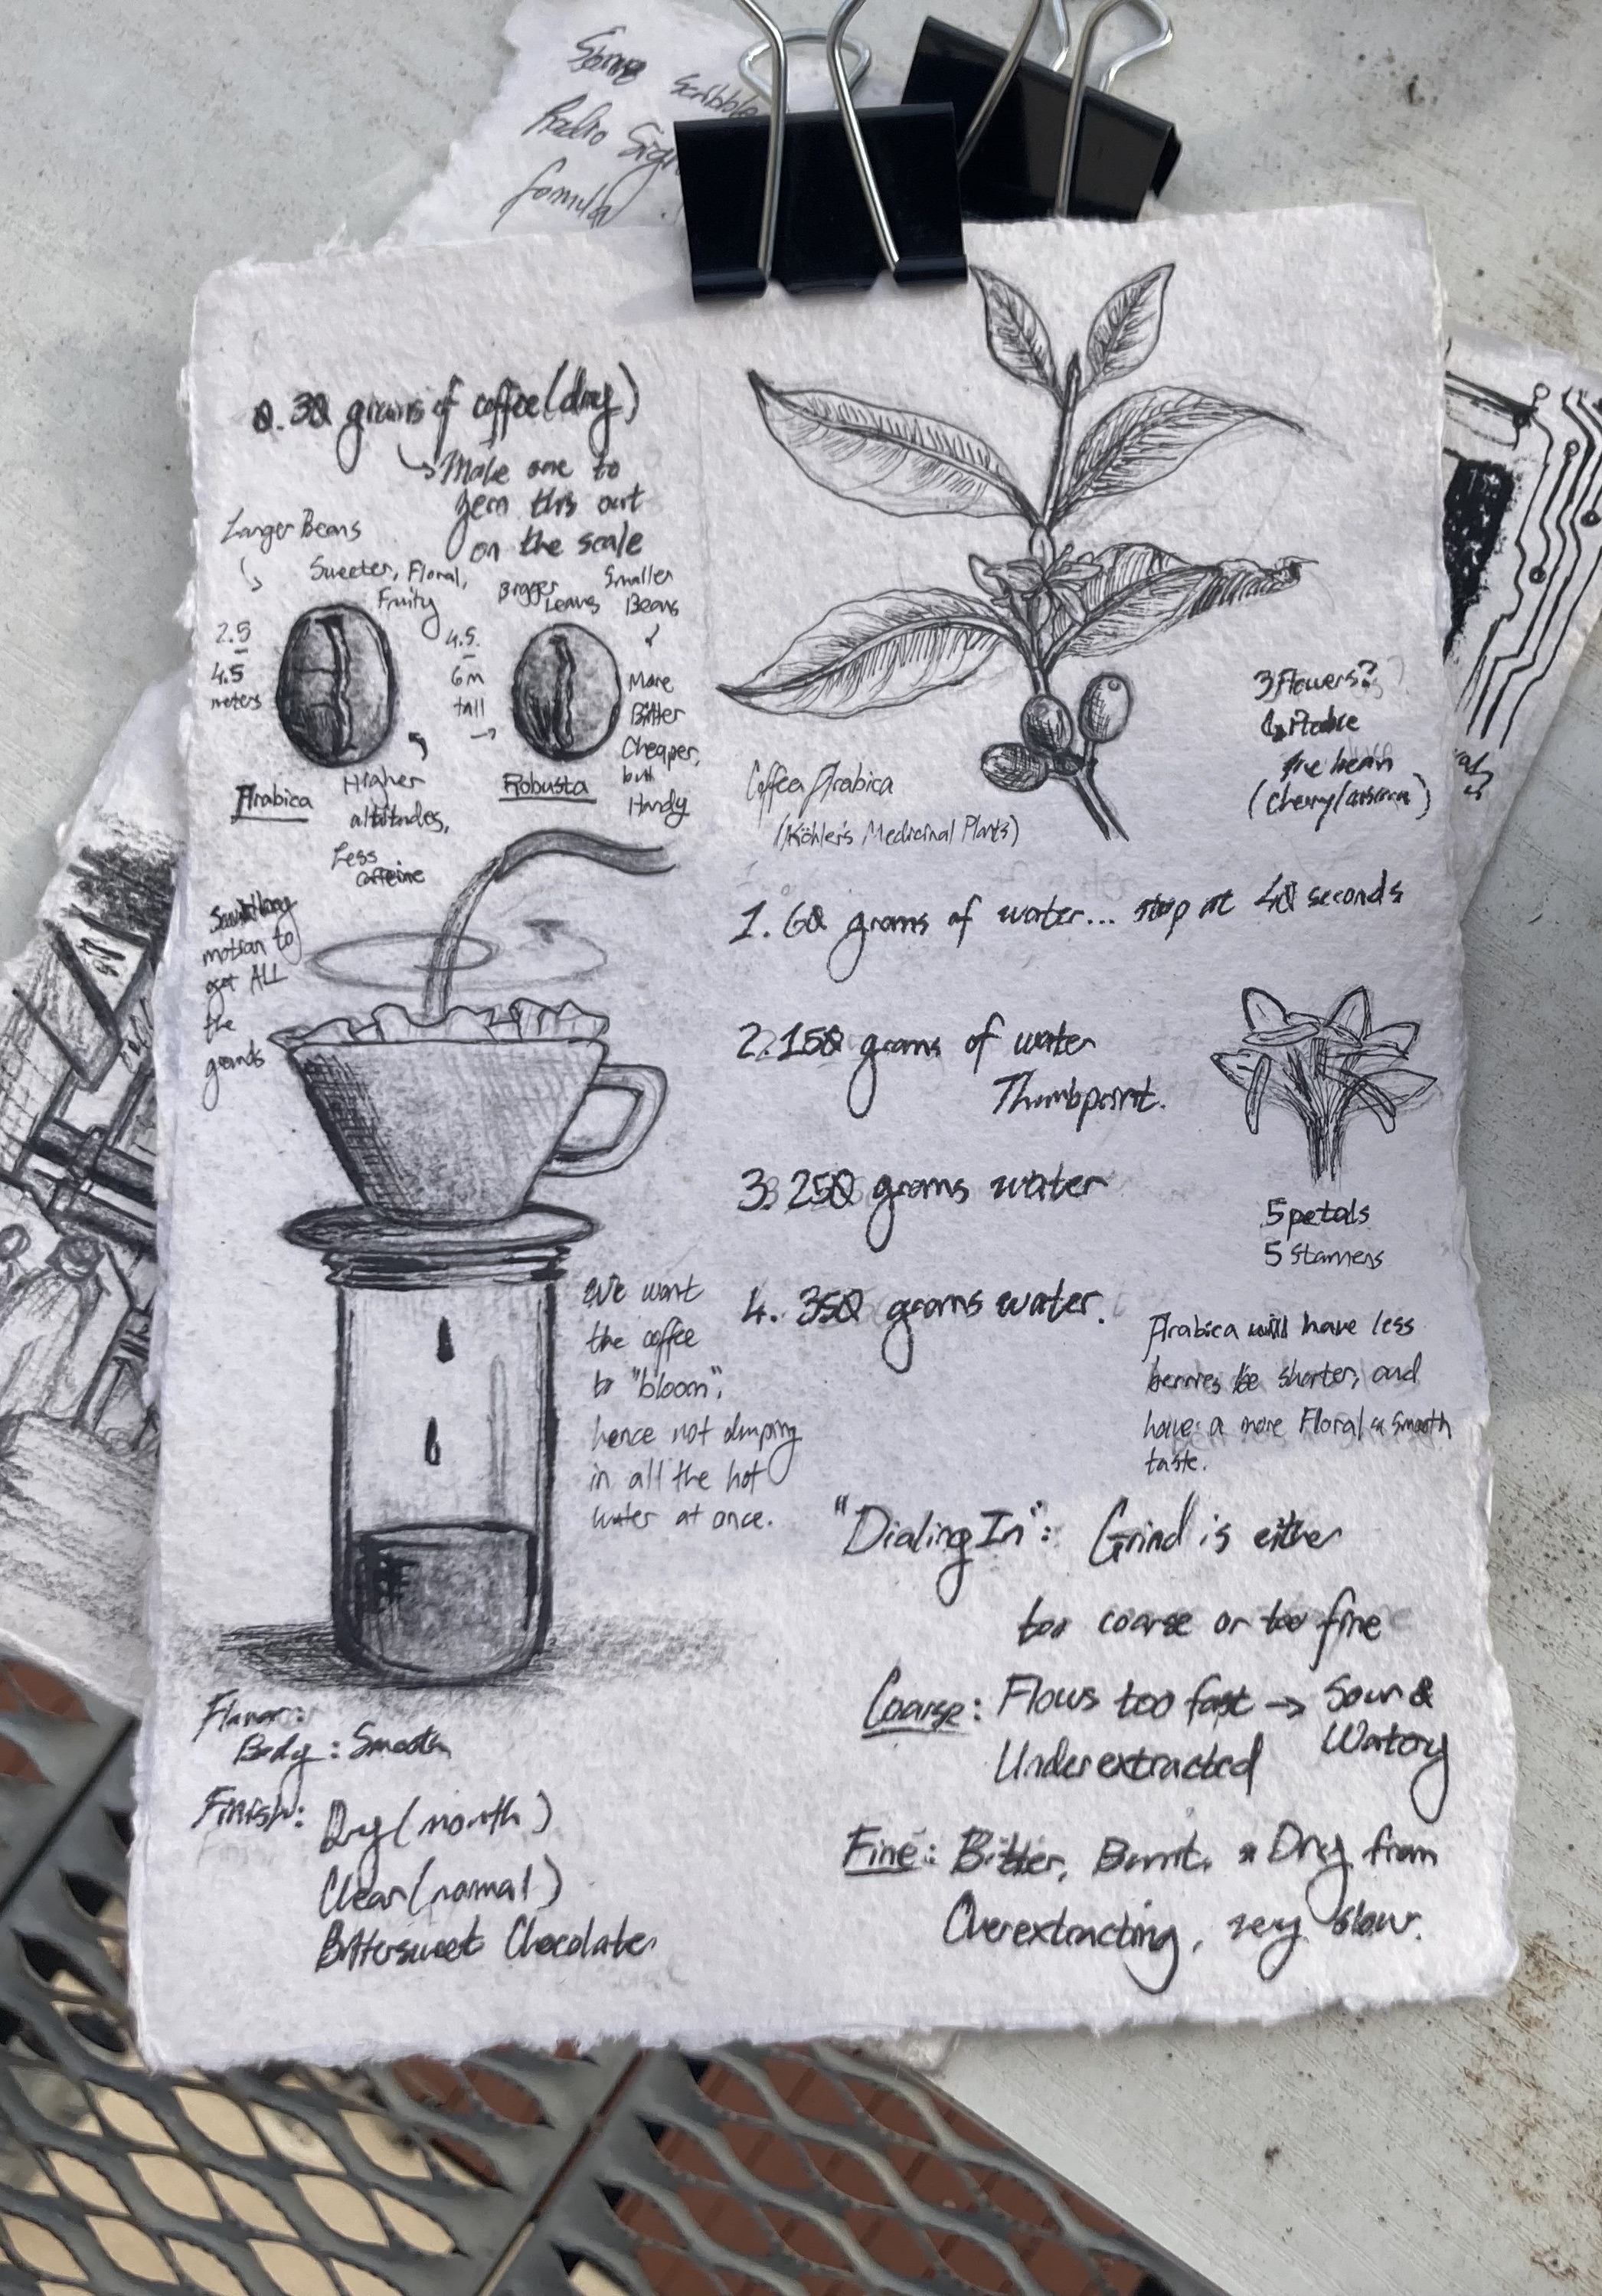 Some scribble
Radio
formula
0. 30 grams of coffee (dry)
Make sure to
zero this out
on the scale
Larger Beans
Sweeter, Floral,
Fruity
2.5
-
4.5
meters
Arabica
Higher
altitudes,
Less
caffeine
Bigger
Leaves
Smaller
Beans
4.5
-
6m
tall
More
Bitter
Cheaper,
but
Hardy
Robusta
Coffea Arabica
(Köhler's Medicinal Plants)
3 Flowers?
the bean
motion to
get ALL
the
grounds
1. 60 grams of water... stop at 40 seconds
2. 150 grams of water
Thumbprint.
3. 250 grams water
4. 350 grams water.
5 petals
5 Stamens
We want
the coffee
to "bloom",
hence not dumping
in all the hot
water at once.
Arabica will have less
berries be shorter, and
have a more Floral & Smooth
taste.
"Dialing In": Grind is either
too coarse or too fine
Coarse: Flows too fast → Sour &
Watery
Underextracted
Fine: Bitter, Burnt, & Dry from
Overextracting, very slow.
Flavor:
Body: Smooth
Finish: Dry (mouth)
Clear (normal)
Bittersweet Chocolate